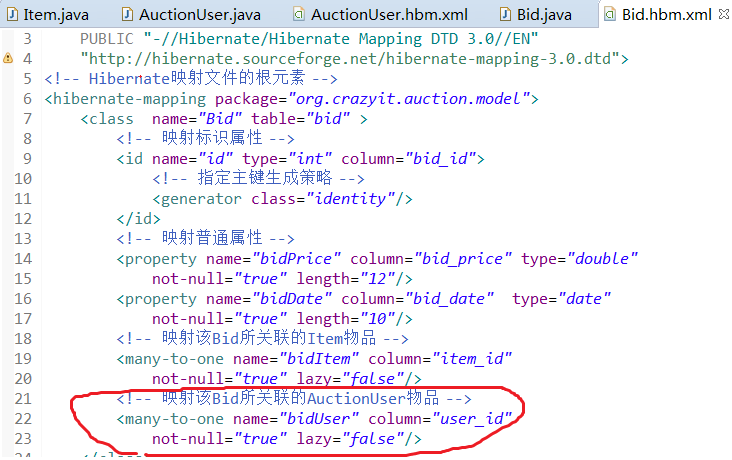 Item.java AuctionUser.java AuctionUser.hbm.xml Bid.java Bid.hbm.xml
3 PUBLIC "-//Hibernate/Hibernate Mapping DTD 3.0//EN"
4 "http://hibernate.sourceforge.net/hibernate-mapping-3.0.dtd">
5 <!-- Hibernate映射文件的根元素 -->
6 <hibernate-mapping package="org.crazyit.auction.model">
7 <class name="Bid" table="bid" >
8 <!-- 映射标识属性 -->
9 <id name="id" type="int" column="bid_id">
10 <!-- 指定主键生成策略 -->
11 <generator class="identity"/>
12 </id>
13 <!-- 映射普通属性 -->
14 <property name="bidPrice" column="bid_price" type="double"
15 not-null="true" length="12"/>
16 <property name="bidDate" column="bid_date" type="date"
17 not-null="true" length="10"/>
18 <!-- 映射该Bid所关联的Item物品 -->
19 <many-to-one name="bidItem" column="item_id"
20 not-null="true" lazy="false"/>
21 <!-- 映射该Bid所关联的AuctionUser物品 -->
22 <many-to-one name="bidUser" column="user_id"
23 not-null="true" lazy="false"/>